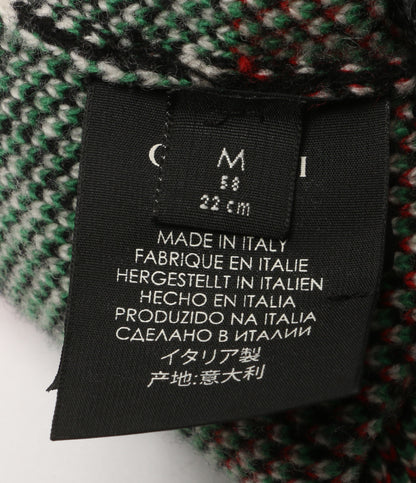 M
58
22 cm
MADE IN ITALY
FABRIQUE EN ITALIE
HERGESTELLT IN ITALIEN
HECHO EN ITALIA
PRODUZIDO NA ITALIA
СДЕЛАНО В ИТАЛИИ
イタリア製
产地:意大利